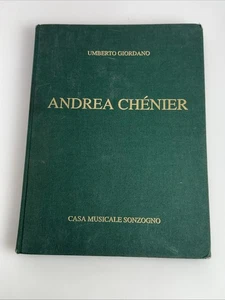 UMBERTO GIORDANO
ANDREA CHÉNIER
CASA MUSICALE SONZOGNO